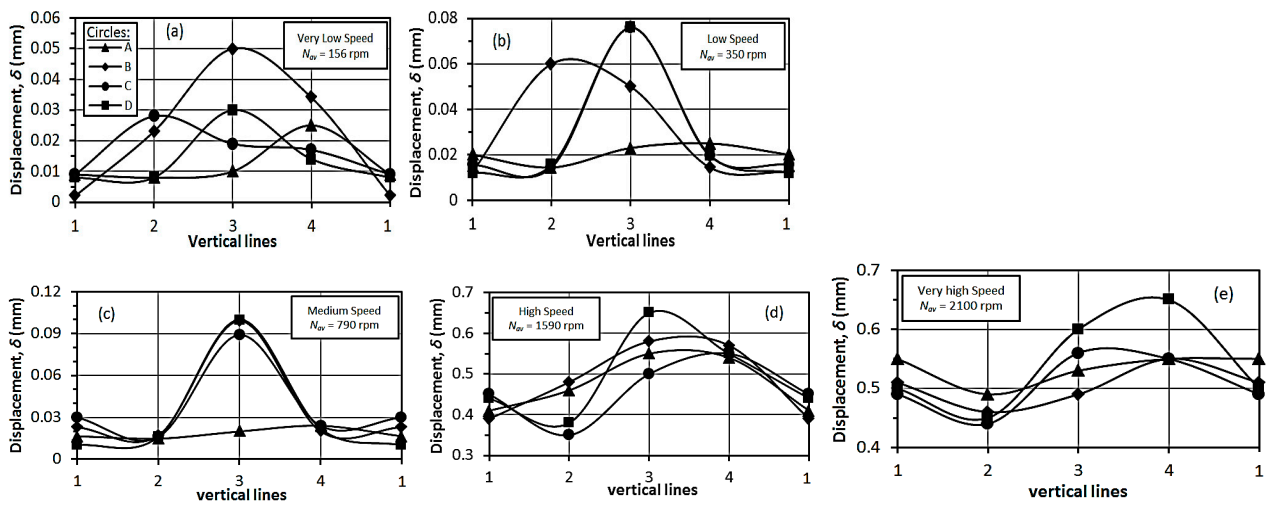 (a)
Displacement, δ (mm)
0.06
0.05
0.04
0.03
0.02
0.01
0
Circles:
A
B
C
D
Very Low Speed
Nav = 156 rpm
1 2 3 4 1
Vertical lines
(b)
Displacement, δ (mm)
0.08
0.06
0.04
0.02
0
Low Speed
Nav = 350 rpm
1 2 3 4 1
Vertical lines
(c)
Displacement, δ (mm)
0.12
0.09
0.06
0.03
0
Medium Speed
Nav = 790 rpm
1 2 3 4 1
vertical lines
(d)
Displacement, δ (mm)
0.7
0.6
0.5
0.4
0.3
High Speed
Nav = 1590 rpm
1 2 3 4 1
vertical lines
(e)
Displacement, δ (mm)
0.7
0.6
0.5
0.4
Very high Speed
Nav = 2100 rpm
1 2 3 4 1
vertical lines